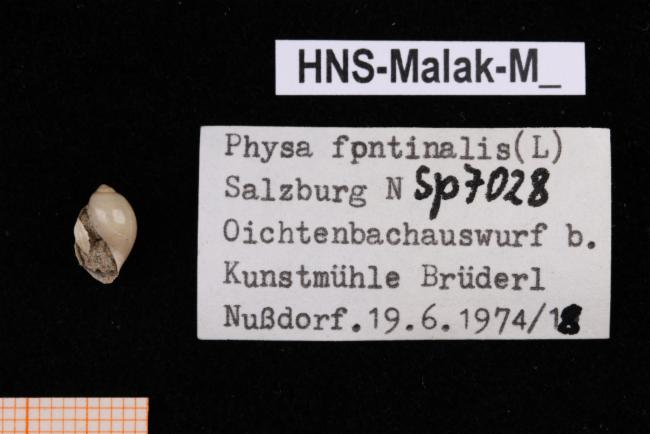 HNS-Malak-M_
Physa fpntinalis(L)
Salzburg N Sp7028
Oichtenbachauswurf b.
Kunstmühle Brüderl
Nußdorf.19.6.1974/18